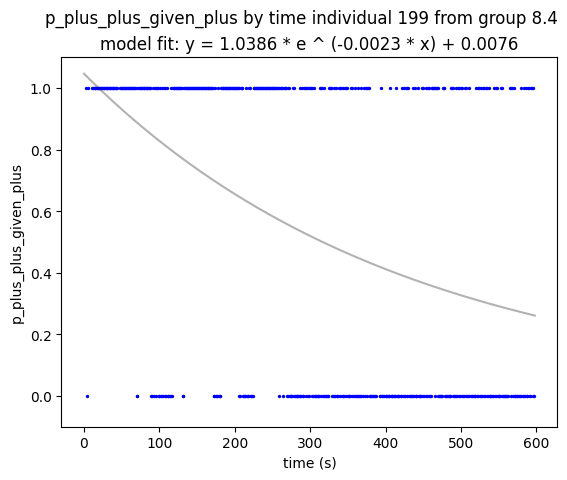 p_plus_plus_given_plus by time individual 199 from group 8.4
model fit: y = 1.0386 * e ^ (-0.0023 * x) + 0.0076
1.0
0.8
0.6
0.4
0.2
0.0
p_plus_plus_given_plus
0 100 200 300 400 500 600
time (s)